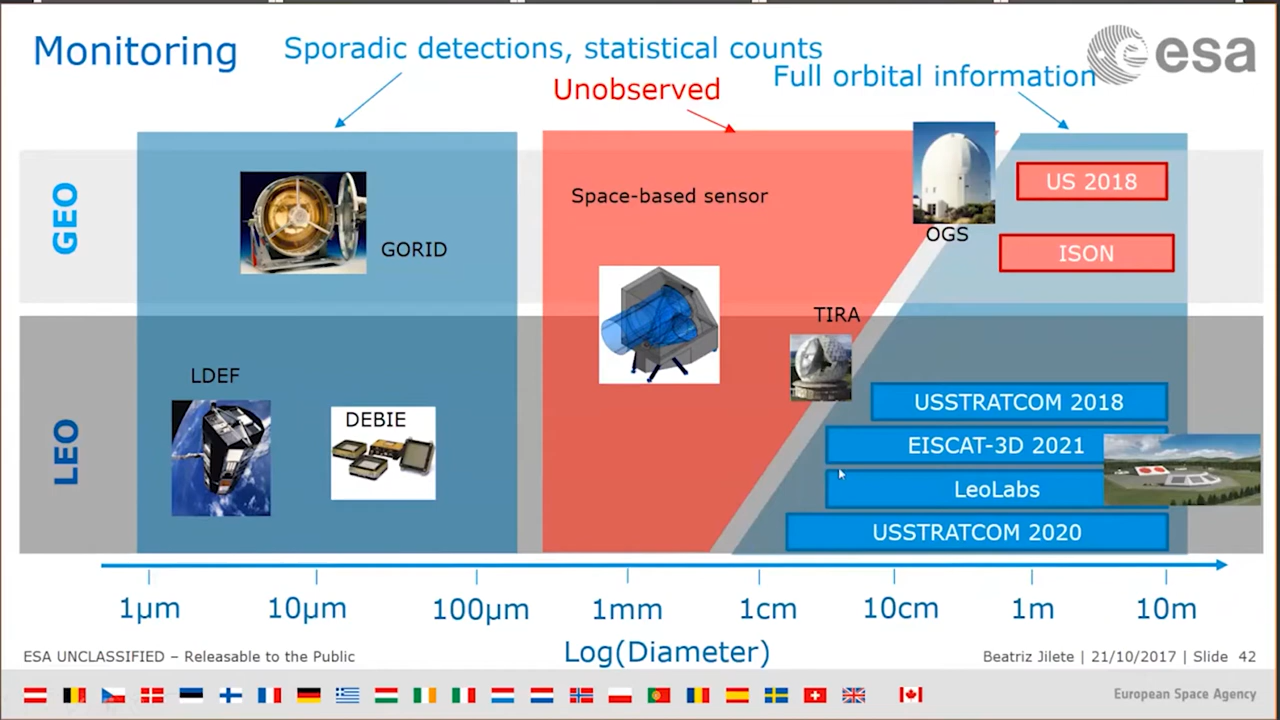 Monitoring
Sporadic detections, statistical counts
esa
Full orbital information
Unobserved
GEO
Space-based sensor
US 2018
OGS
GORID
ISON
TIRA
LEO
LDEF
DEBIE
USSTRATCOM 2018
EISCAT-3D 2021
LeoLabs
USSTRATCOM 2020
1µm
10µm
100µm
1mm
1cm
10cm
1m
10m
Log(Diameter)
ESA UNCLASSIFIED – Releasable to the Public
Beatriz Jilete | 21/10/2017 | Slide 42
European Space Agency